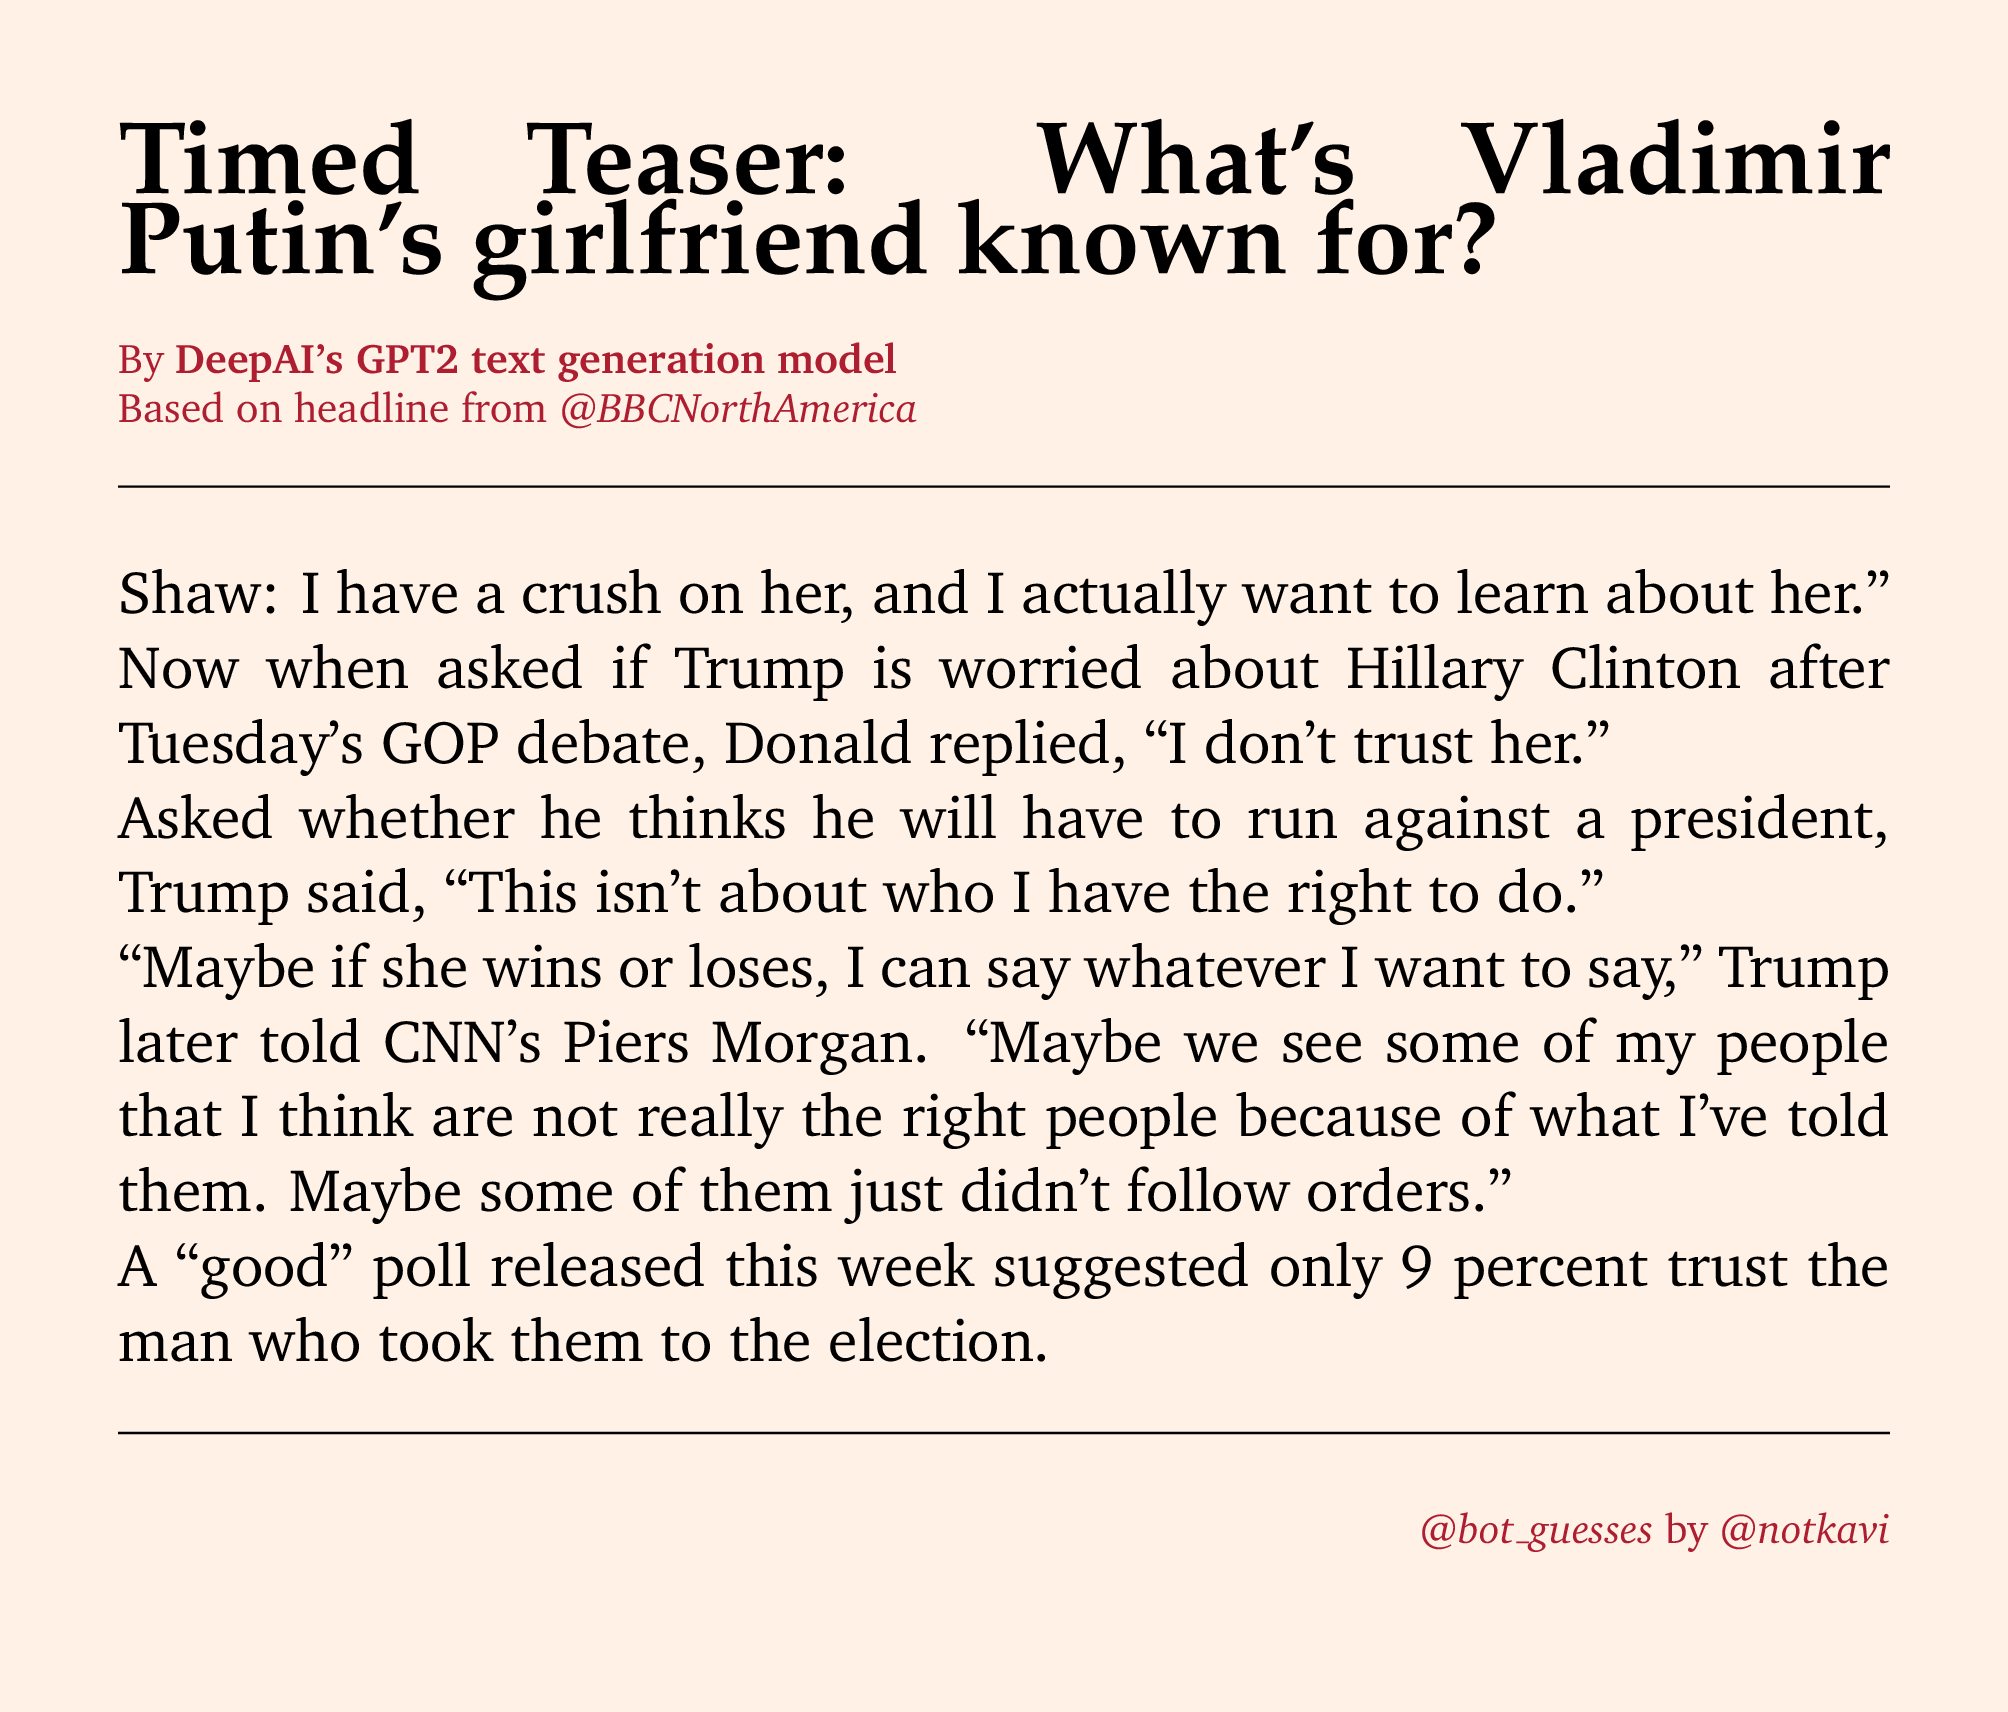 Timed Teaser: What’s Vladimir
Putin’s girlfriend known for?
By DeepAI’s GPT2 text generation model
Based on headline from @BBCNorthAmerica
Shaw: I have a crush on her, and I actually want to learn about her.”
Now when asked if Trump is worried about Hillary Clinton after
Tuesday’s GOP debate, Donald replied, “I don’t trust her.”
Asked whether he thinks he will have to run against a president,
Trump said, “This isn’t about who I have the right to do.”
“Maybe if she wins or loses, I can say whatever I want to say,” Trump
later told CNN’s Piers Morgan. “Maybe we see some of my people
that I think are not really the right people because of what I’ve told
them. Maybe some of them just didn’t follow orders.”
A “good” poll released this week suggested only 9 percent trust the
man who took them to the election.
@bot_guesses by @notkavi